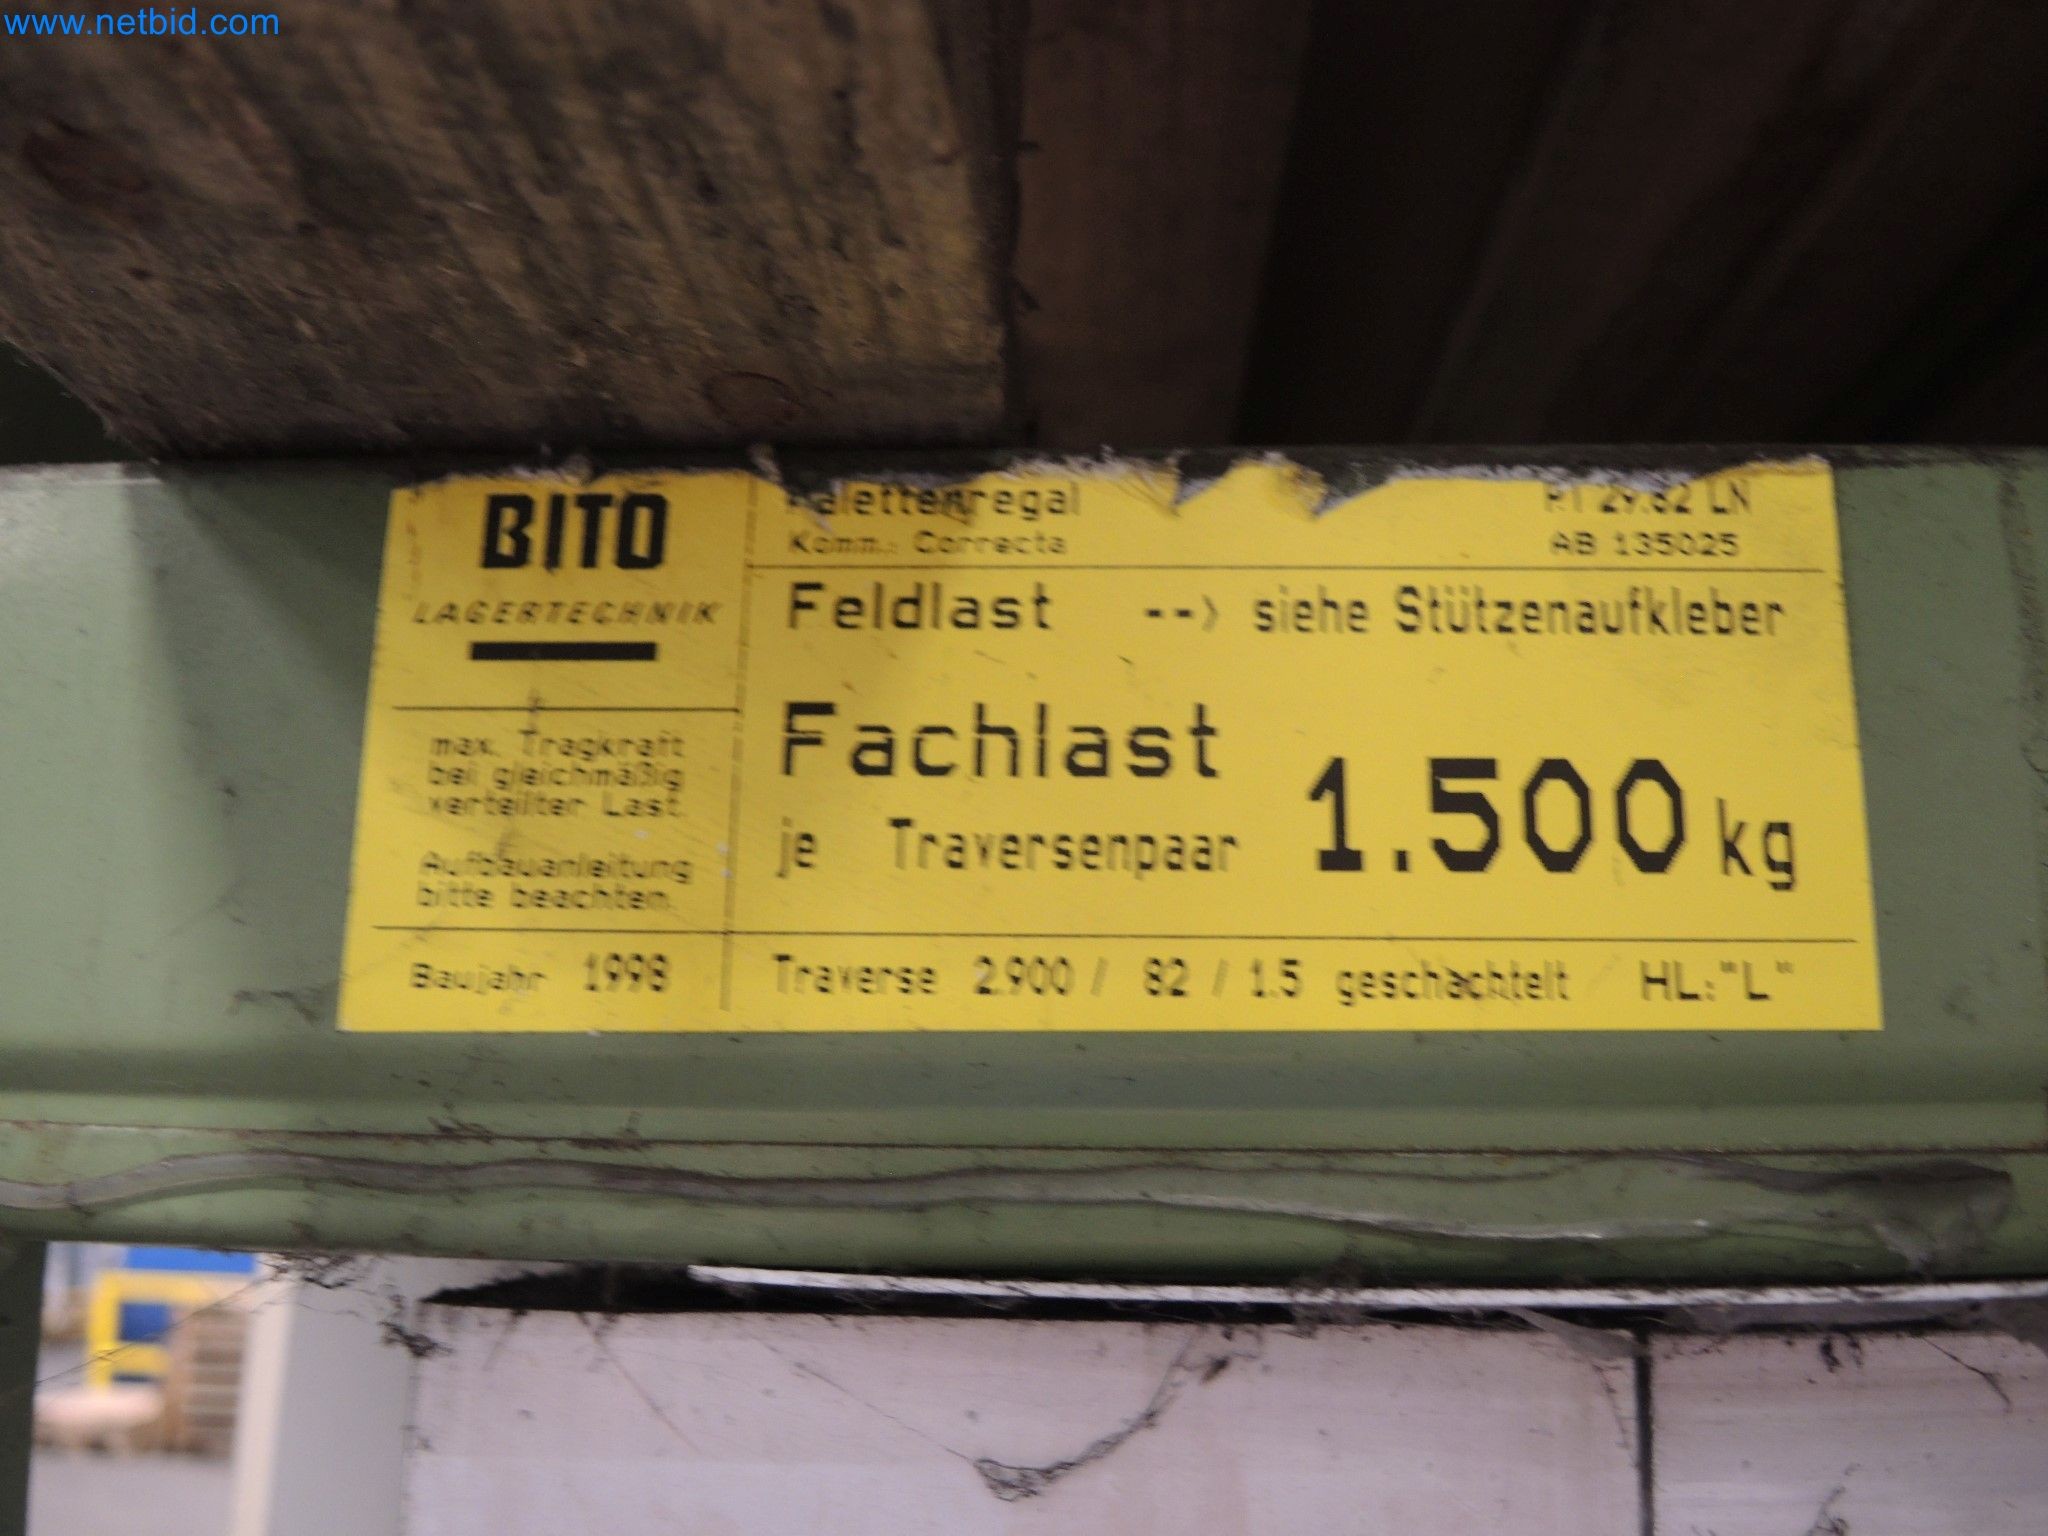 www.netbid.com
BITO
LAGERTECHNIK
max. Tragkraft
bei gleichmäßig
verteilter Last.
Aufbauanleitung
bitte beachten.
Baujahr 1998
Palettenregal
Komm.: Correcta
AB 135025
Feldlast --> siehe Stützenaufkleber
Fachlast
je Traversenpaar 1.500 kg
Traverse 2.900 / 82 / 1.5 geschachtelt HL:"L"